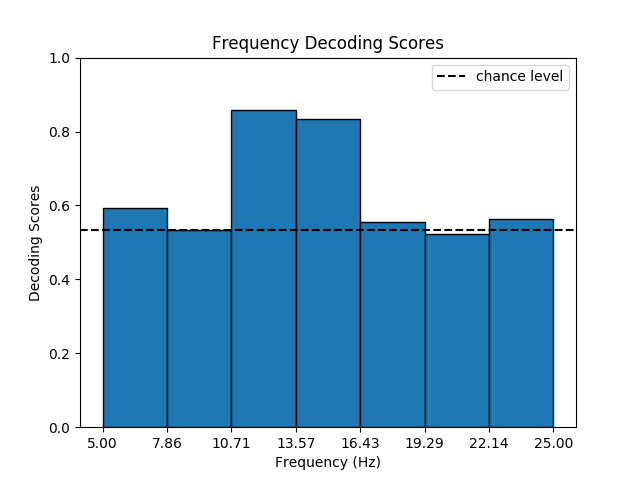 Frequency Decoding Scores
chance level
1.0
0.8
0.6
0.4
0.2
0.0
Decoding Scores
5.00 7.86 10.71 13.57 16.43 19.29 22.14 25.00
Frequency (Hz)